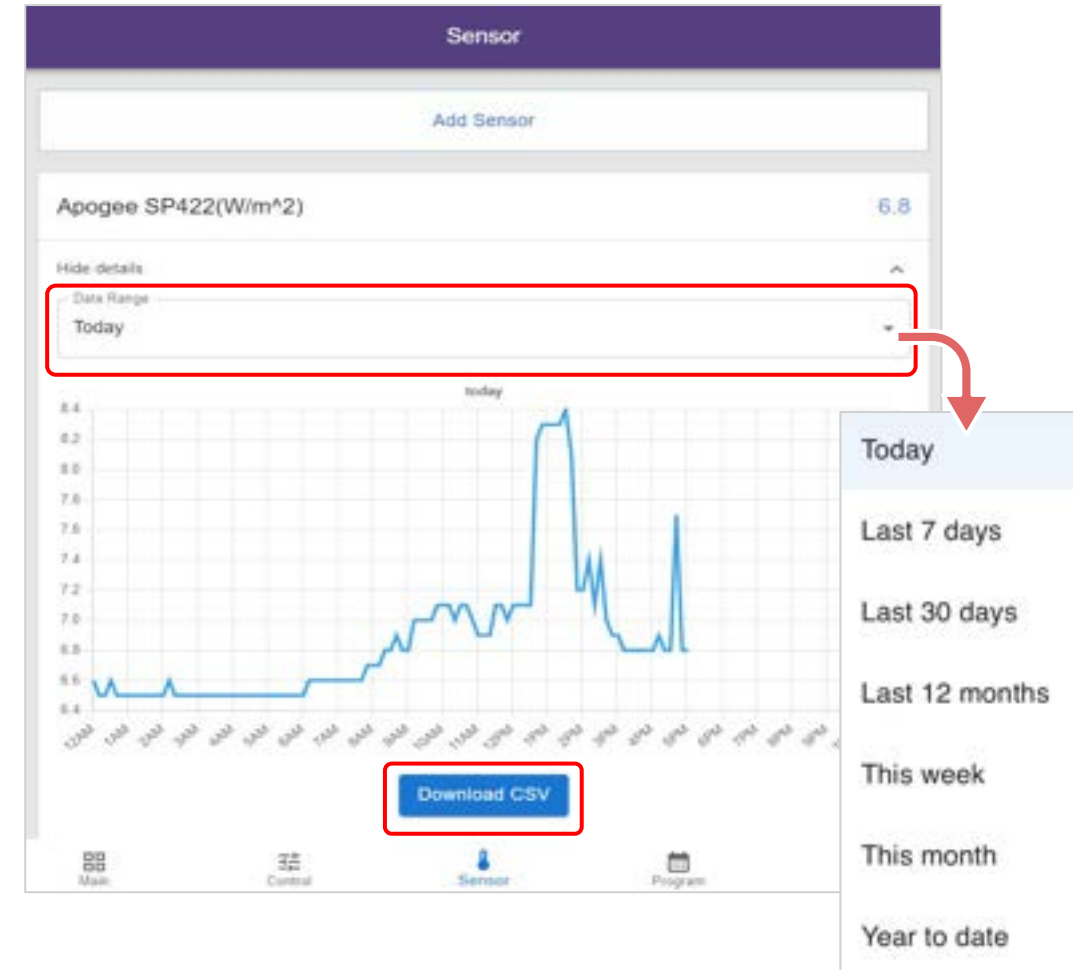 Sensor
Add Sensor
Apogee SP422(W/m^2)
6.8
Hide details
Data Range
Today
today
8.4
8.2
8.0
7.8
7.6
7.4
7.2
7.0
6.8
6.6
6.4
12AM 1AM 2AM 3AM 4AM 5AM 6AM 7AM 8AM 9AM 10AM 11AM 12PM 1PM 2PM 3PM 4PM 5PM 6PM 7PM 8PM 9PM
Download CSV
Main Control Sensor Program
Today
Last 7 days
Last 30 days
Last 12 months
This week
This month
Year to date